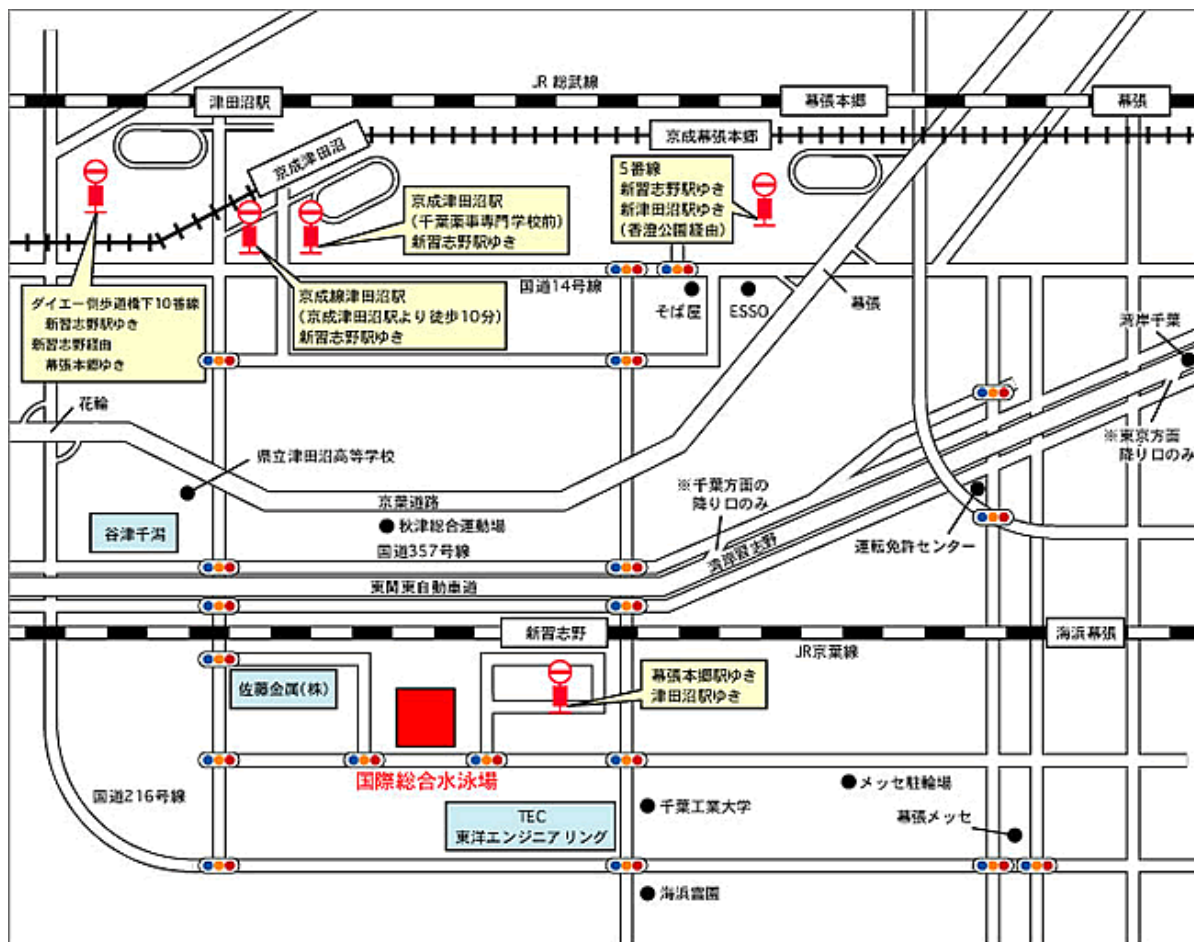 JR 総武線
津田沼駅
幕張本郷
幕張
京成津田沼
京成幕張本郷
5番線
新習志野駅ゆき
新津田沼駅ゆき
(香澄公園経由)
京成津田沼駅
(千葉薬事専門学校前)
新習志野駅ゆき
京成線津田沼駅
(京成津田沼駅より徒歩10分)
新習志野駅ゆき
ダイエー側歩道橋下10番線
新習志野駅ゆき
新習志野経由
幕張本郷ゆき
国道14号線
そば屋
ESSO
幕張
湾岸千葉
花輪
県立津田沼高等学校
※東京方面
降り口のみ
※千葉方面の
降り口のみ
京葉道路
谷津干潟
秋津総合運動場
国道357号線
湾岸習志野
運転免許センター
東関東自動車道
新習志野
海浜幕張
JR京葉線
佐藤金属(株)
幕張本郷駅ゆき
津田沼駅ゆき
国際総合水泳場
国道216号線
メッセ駐輪場
千葉工業大学
幕張メッセ
TEC
東洋エンジニアリング
海浜霊園